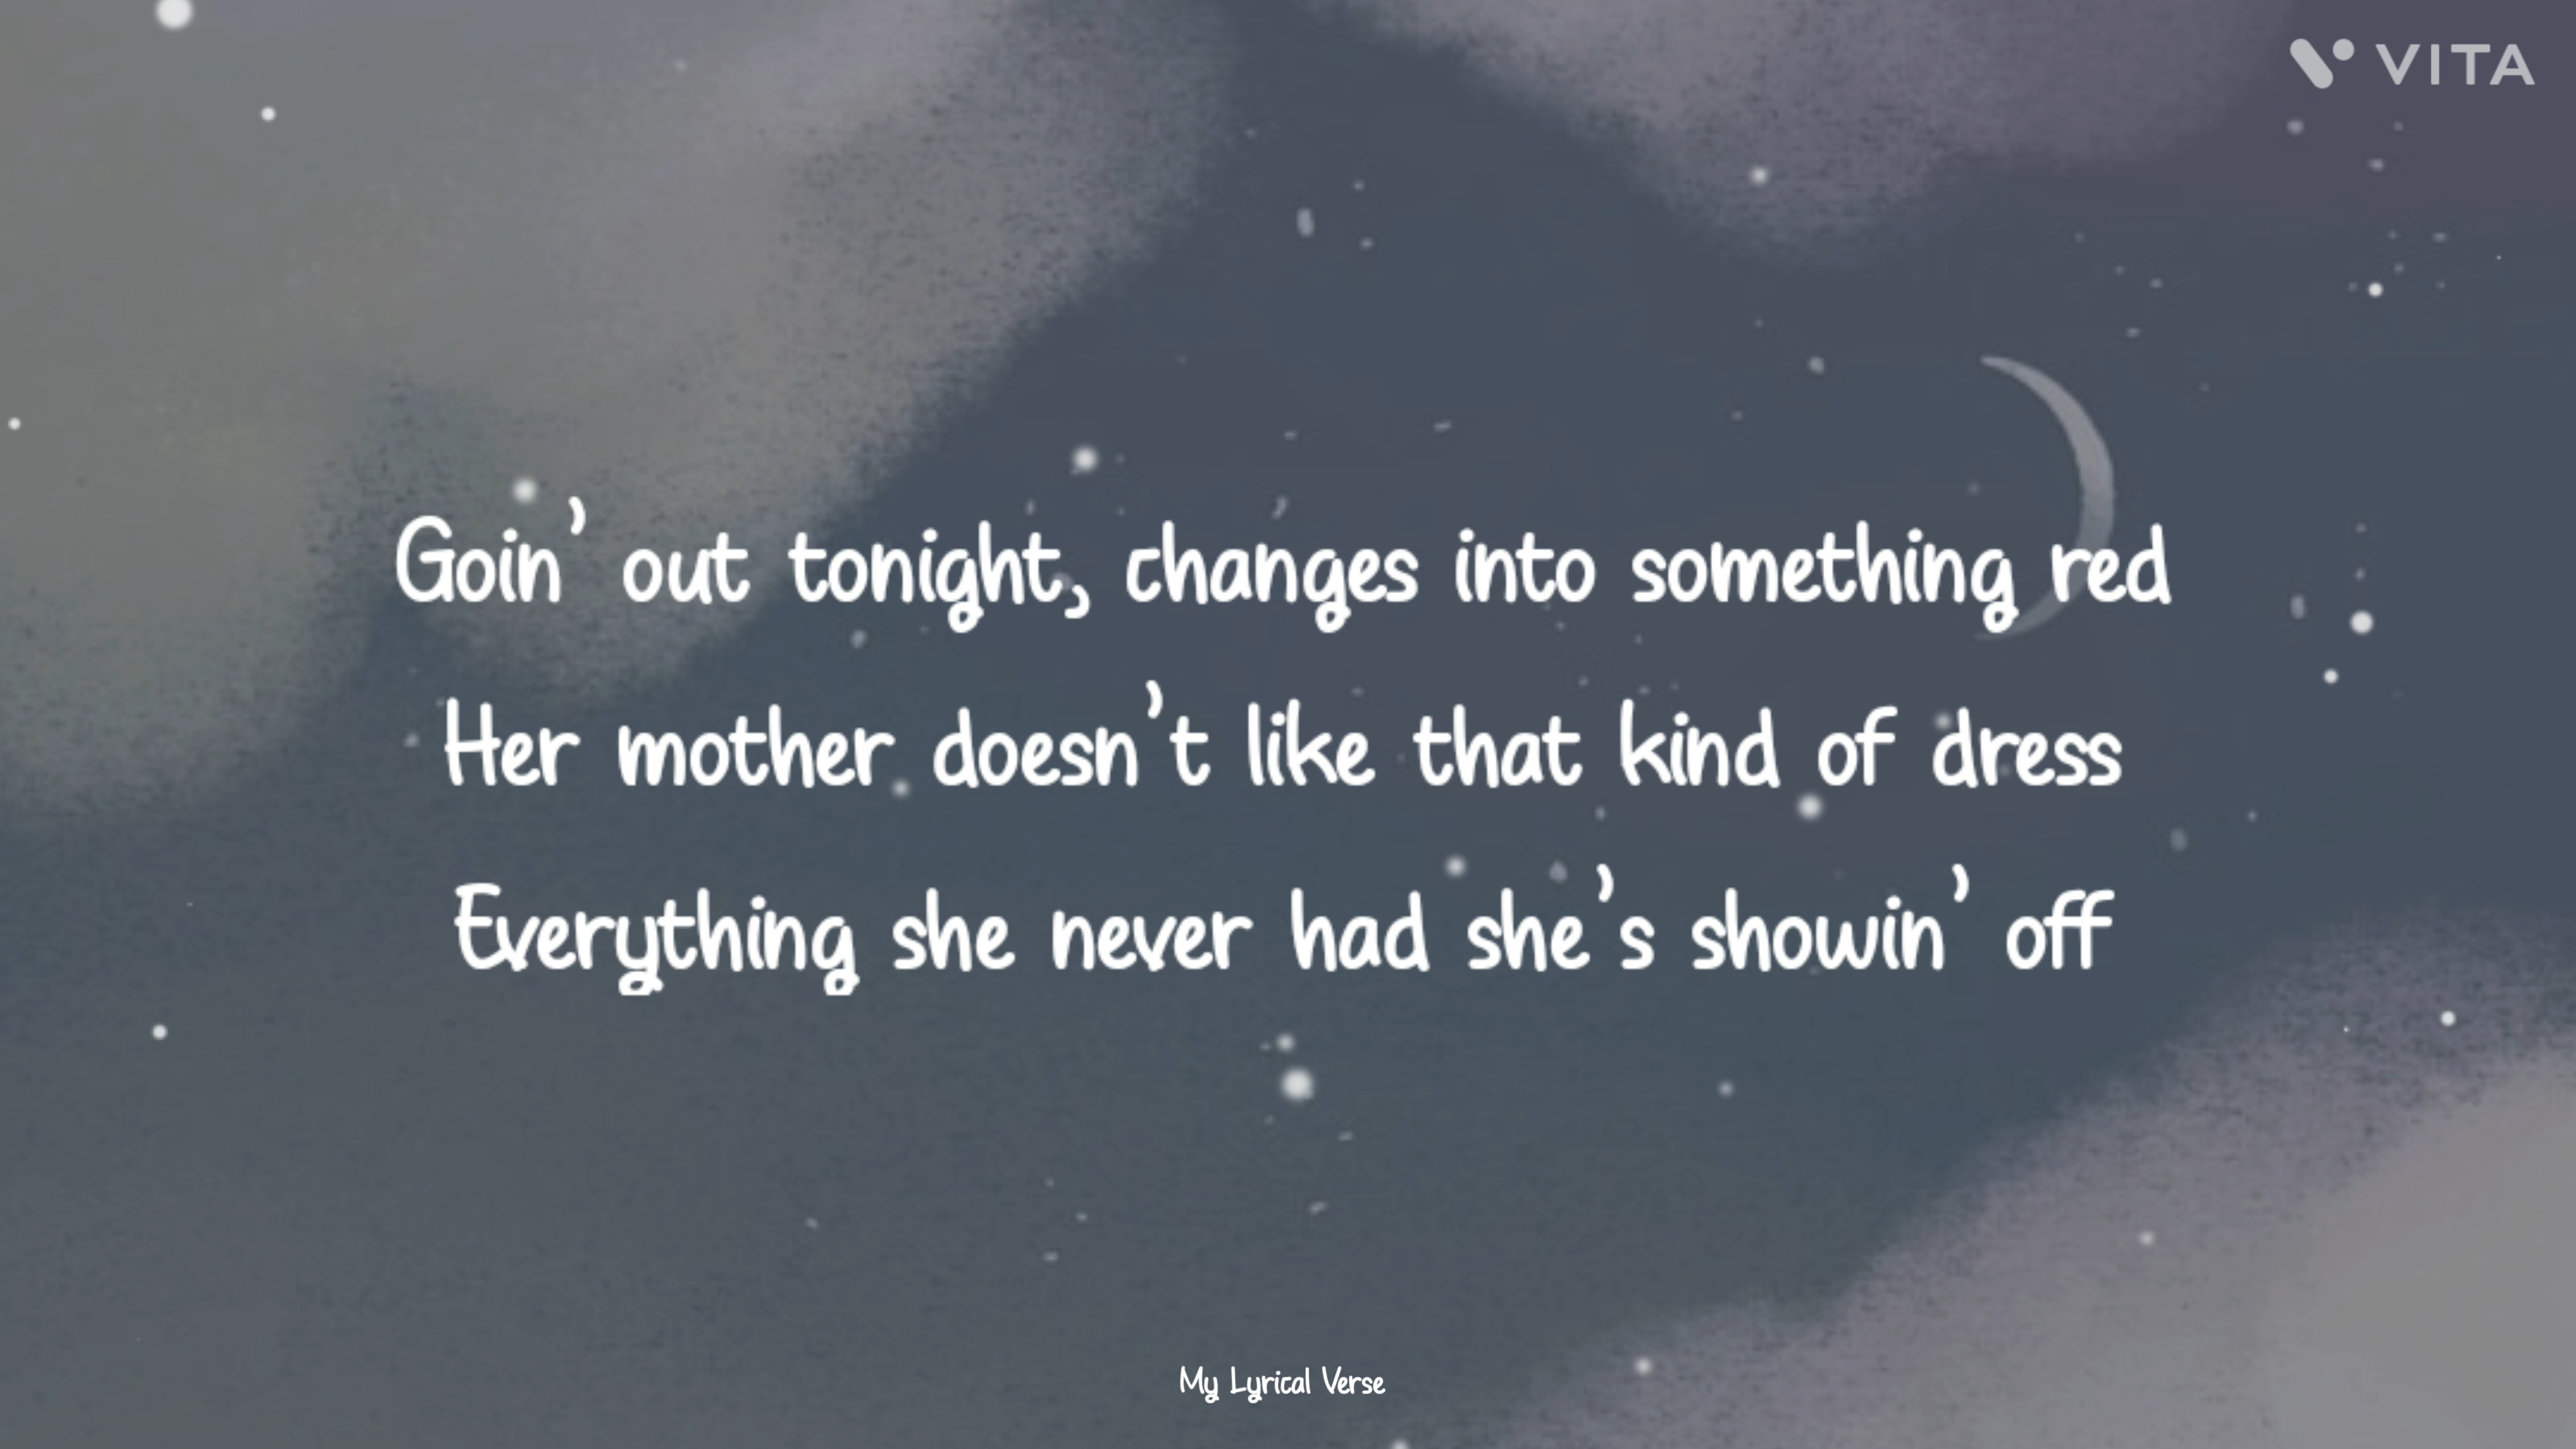 VITA
Goin’ out tonight, changes into something red
Her mother doesn’t like that kind of dress
Everything she never had she’s showin’ off
My Lyrical Verse